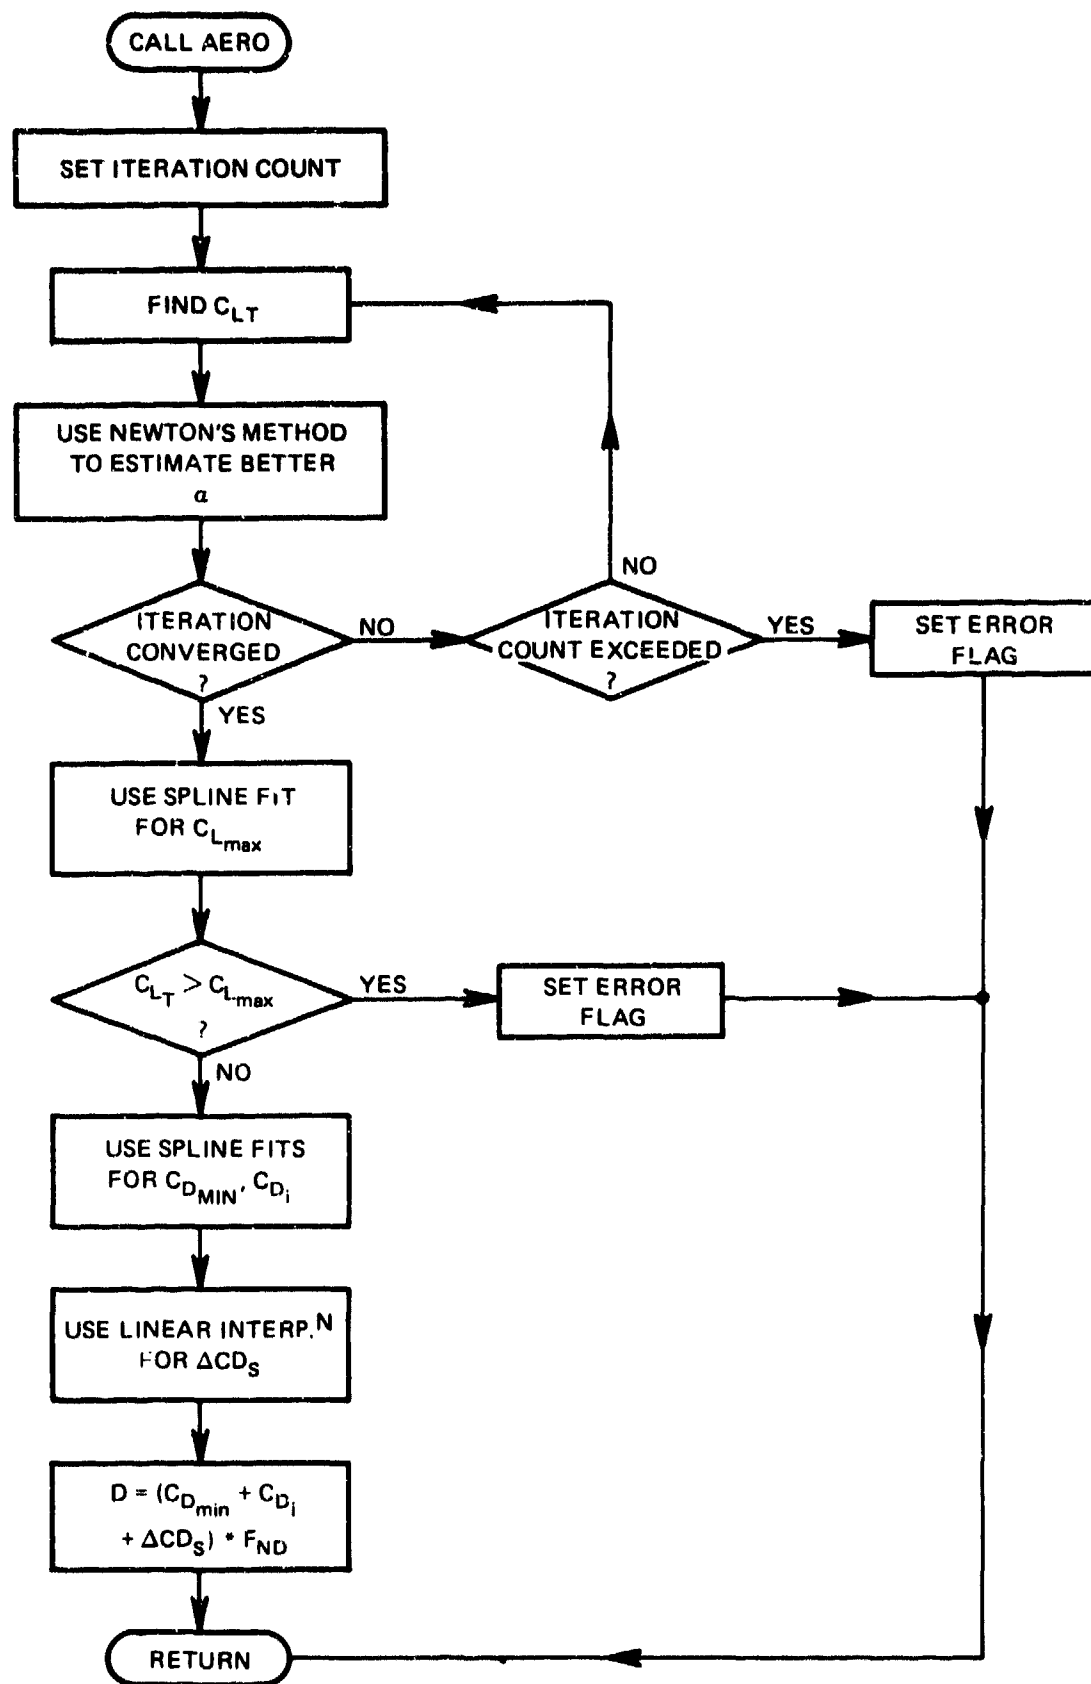 CALL AERO
SET ITERATION COUNT
FIND C_LT
USE NEWTON'S METHOD
TO ESTIMATE BETTER
α
ITERATION
CONVERGED
?
NO
YES
ITERATION
COUNT EXCEEDED
?
NO
YES
SET ERROR
FLAG
USE SPLINE FIT
FOR C_Lmax
C_LT > C_Lmax
?
YES
NO
SET ERROR
FLAG
USE SPLINE FITS
FOR C_DMIN, C_Di
USE LINEAR INTERP.^N
FOR ΔCD_S
D = (C_Dmin + C_Di
+ ΔCD_S) * F_ND
RETURN